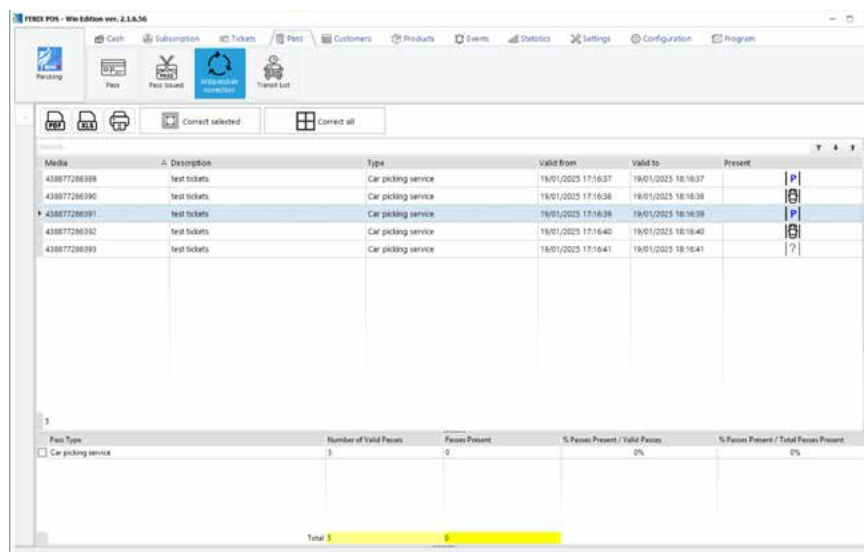 FERIX POS - Win Edition ver. 2.1.6.56
Cash Subscription Tickets Pass Customers Products Events Statistics Settings Configuration Program
Parcking
Pass Pass Issued Antipassback correction Transit List
PDF XLS Correct selected Correct all
Media Description Type Valid from Valid to Present
438877286389 test tickets Car picking service 19/01/2025 17:16:37 19/01/2025 18:16:37 P
438877286390 test tickets Car picking service 19/01/2025 17:16:38 19/01/2025 18:16:38
438877286391 test tickets Car picking service 19/01/2025 17:16:39 19/01/2025 18:16:39 P
438877286392 test tickets Car picking service 19/01/2025 17:16:40 19/01/2025 18:16:40
438877286393 test tickets Car picking service 19/01/2025 17:16:41 19/01/2025 18:16:41 ?
5
Pass Type Number of Valid Passes Passes Present % Passes Present / Valid Passes % Passes Present / Total Passes Present
Car picking service 5 0 0% 0%
Total 5 0